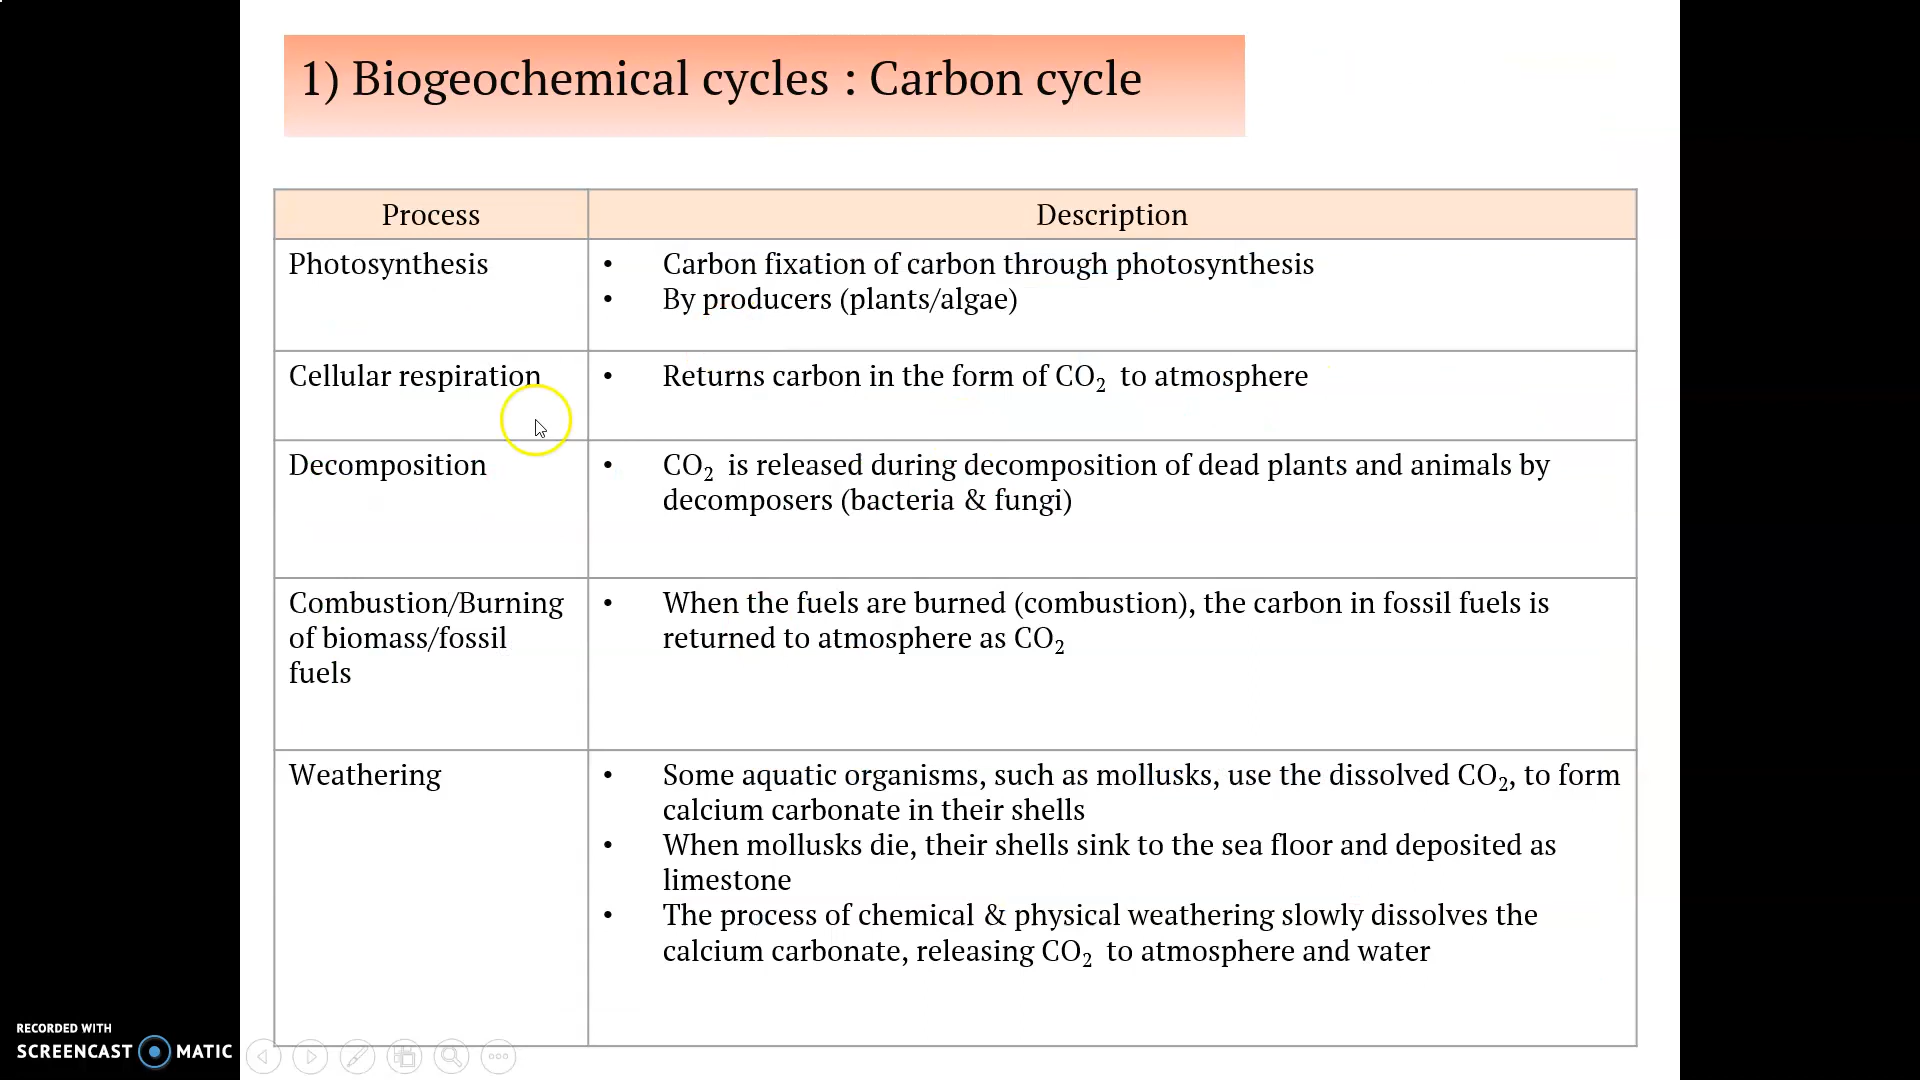 1) Biogeochemical cycles : Carbon cycle
Process
Description
Photosynthesis
• Carbon fixation of carbon through photosynthesis
• By producers (plants/algae)
Cellular respiration
• Returns carbon in the form of CO₂ to atmosphere
Decomposition
• CO₂ is released during decomposition of dead plants and animals by
decomposers (bacteria & fungi)
Combustion/Burning
of biomass/fossil
fuels
• When the fuels are burned (combustion), the carbon in fossil fuels is
returned to atmosphere as CO₂
Weathering
• Some aquatic organisms, such as mollusks, use the dissolved CO₂, to form
calcium carbonate in their shells
• When mollusks die, their shells sink to the sea floor and deposited as
limestone
• The process of chemical & physical weathering slowly dissolves the
calcium carbonate, releasing CO₂ to atmosphere and water
RECORDED WITH
SCREENCAST MATIC